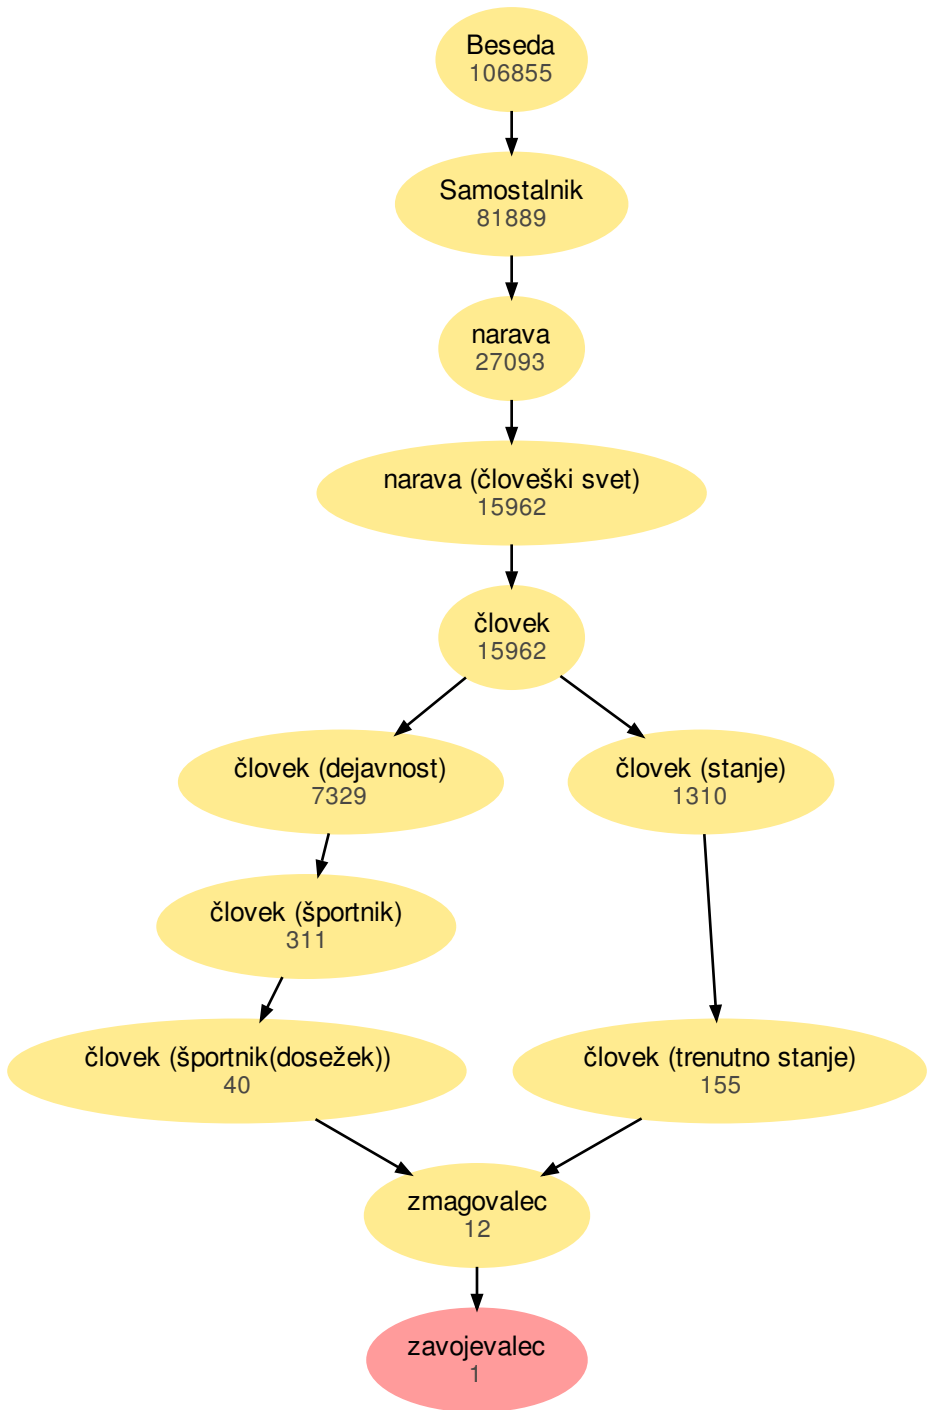 Beseda
106855
Samostalnik
81889
narava
27093
narava (človeški svet)
15962
človek
15962
človek (dejavnost)
7329
človek (stanje)
1310
človek (športnik)
311
človek (športnik(dosežek))
40
človek (trenutno stanje)
155
zmagovalec
12
zavojevalec
1